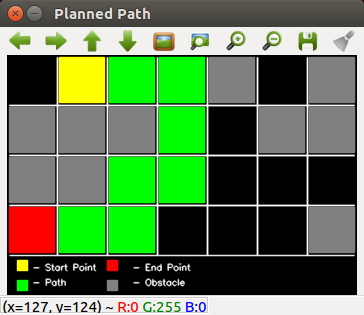 Planned Path
- Start Point - End Point
- Path - Obstacle
(x=127, y=124) ~ R:0 G:255 B:0